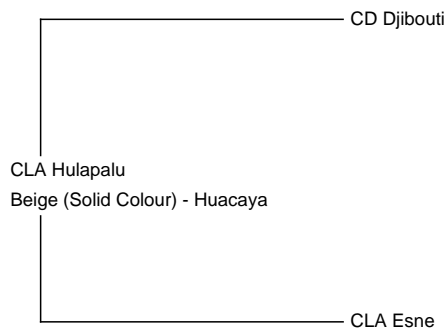 CD Djibouti
CLA Hulapalu
Beige (Solid Colour) - Huacaya
CLA Esne